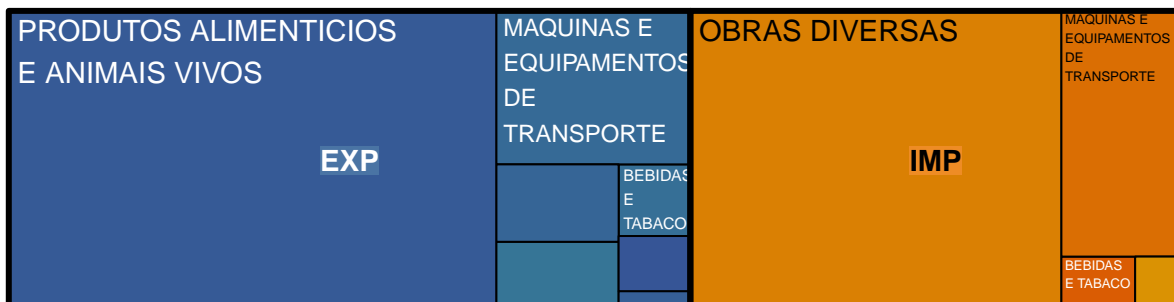 PRODUTOS ALIMENTICIOS
E ANIMAIS VIVOS
EXP
MAQUINAS E
EQUIPAMENTOS
DE
TRANSPORTE
BEBIDAS
E
TABACO
OBRAS DIVERSAS
IMP
MAQUINAS E
EQUIPAMENTOS
DE
TRANSPORTE
BEBIDAS
E TABACO